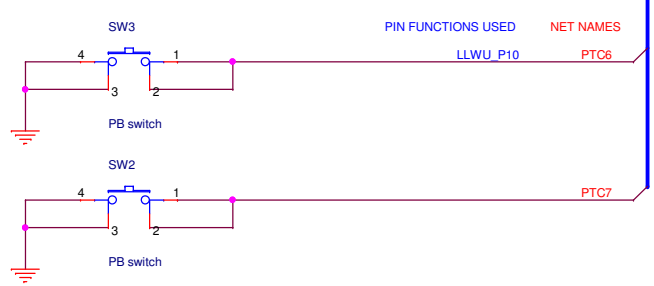 SW3 PIN FUNCTIONS USED NET NAMES
4 1 LLWU_P10 PTC6
3 2
PB switch
SW2
4 1 PTC7
3 2
PB switch